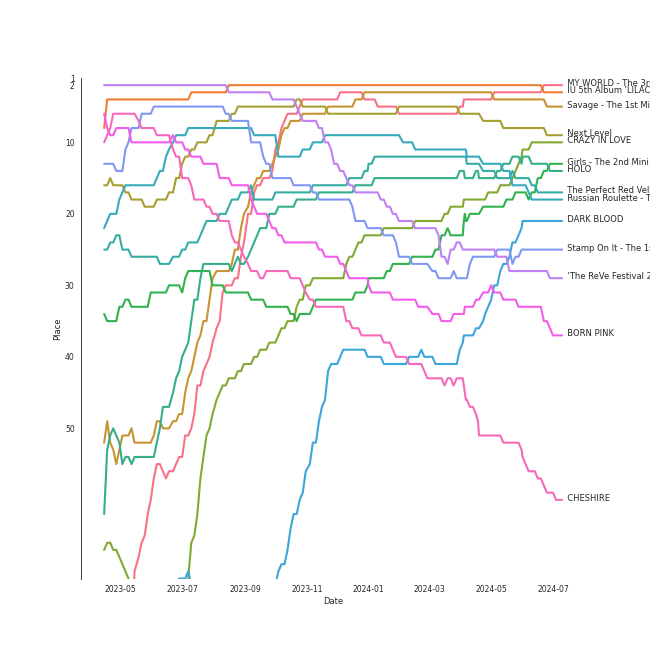 1
2
10
20
30
40
50
Place
2023-05
2023-07
2023-09
2023-11
2024-01
2024-03
2024-05
2024-07
Date
MY WORLD - The 3r
IU 5th Album 'LILAC
Savage - The 1st Mi
Next Level
CRAZY IN LOVE
Girls - The 2nd Mini
HOLO
The Perfect Red Vel
Russian Roulette - T
DARK BLOOD
Stamp On It - The 1s
'The ReVe Festival 2
BORN PINK
CHESHIRE